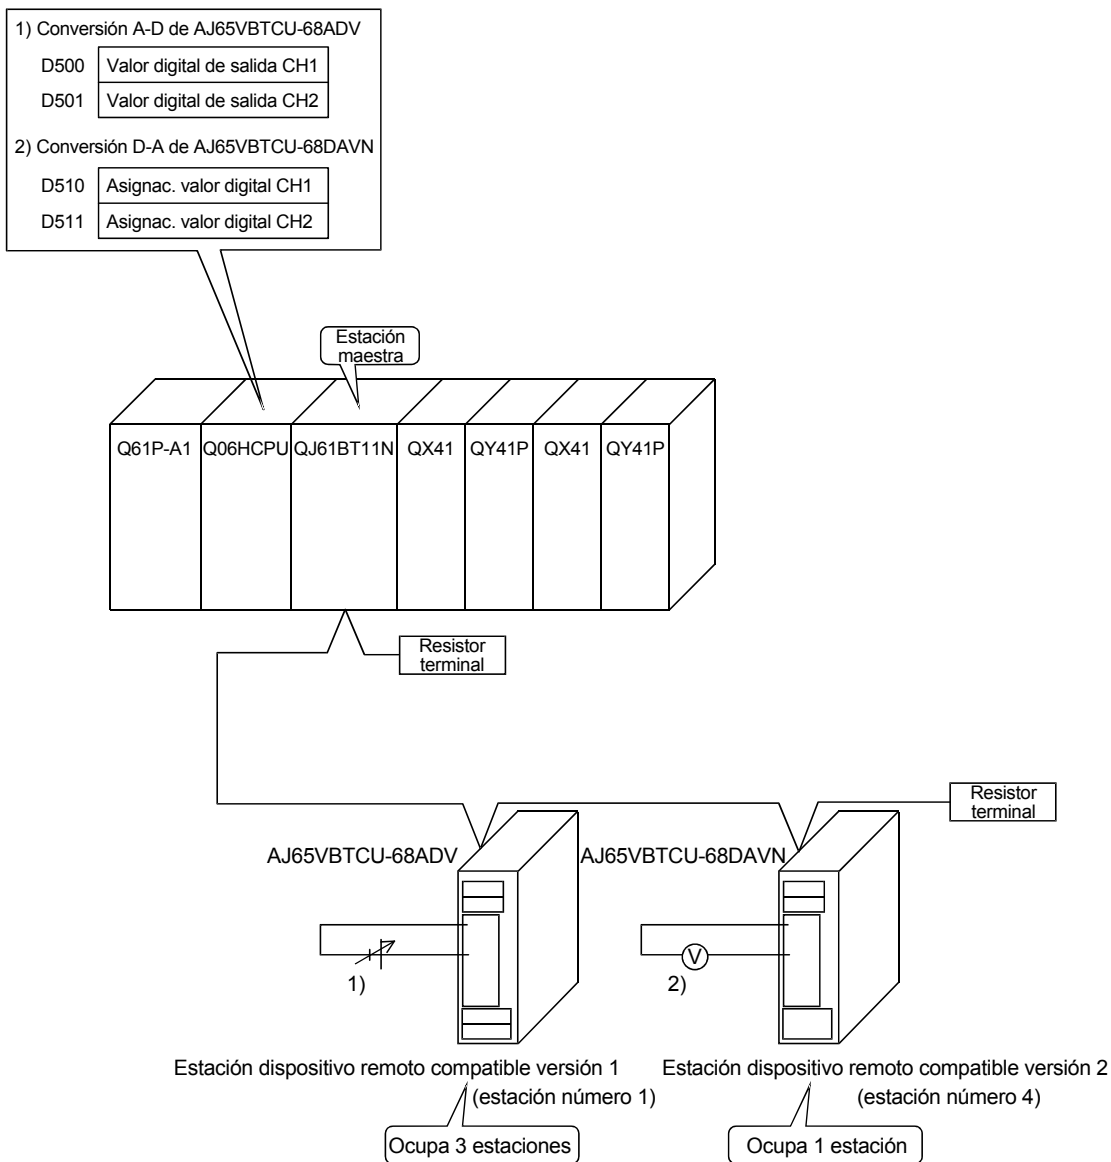 1) Conversión A-D de AJ65VBTCU-68ADV
D500 Valor digital de salida CH1
D501 Valor digital de salida CH2
2) Conversión D-A de AJ65VBTCU-68DAVN
D510 Asignac. valor digital CH1
D511 Asignac. valor digital CH2
Estación
maestra
Q61P-A1 Q06HCPU QJ61BT11N QX41 QY41P QX41 QY41P
Resistor
terminal
Resistor
terminal
AJ65VBTCU-68ADV AJ65VBTCU-68DAVN
V
1) 2)
Estación dispositivo remoto compatible versión 1
(estación número 1)
Ocupa 3 estaciones
Estación dispositivo remoto compatible versión 2
(estación número 4)
Ocupa 1 estación